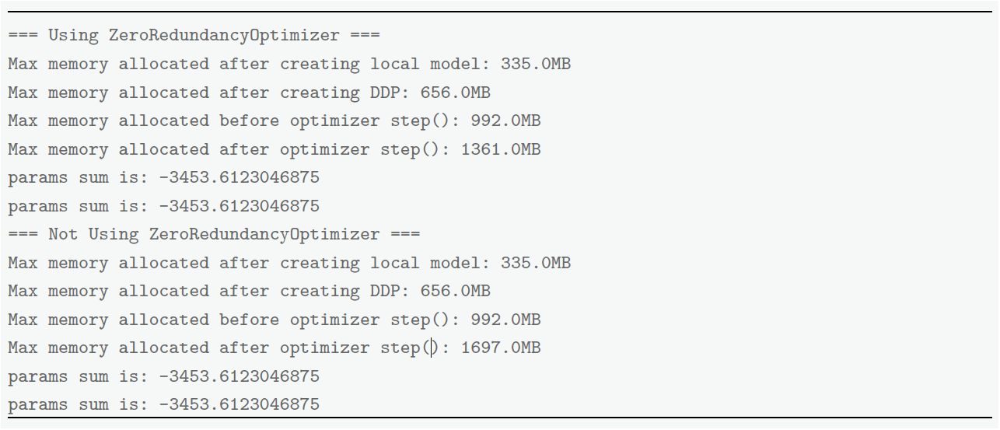 === Using ZeroRedundancyOptimizer ===
Max memory allocated after creating local model: 335.0MB
Max memory allocated after creating DDP: 656.0MB
Max memory allocated before optimizer step(): 992.0MB
Max memory allocated after optimizer step(): 1361.0MB
params sum is: -3453.6123046875
params sum is: -3453.6123046875
=== Not Using ZeroRedundancyOptimizer ===
Max memory allocated after creating local model: 335.0MB
Max memory allocated after creating DDP: 656.0MB
Max memory allocated before optimizer step(): 992.0MB
Max memory allocated after optimizer step(): 1697.0MB
params sum is: -3453.6123046875
params sum is: -3453.6123046875